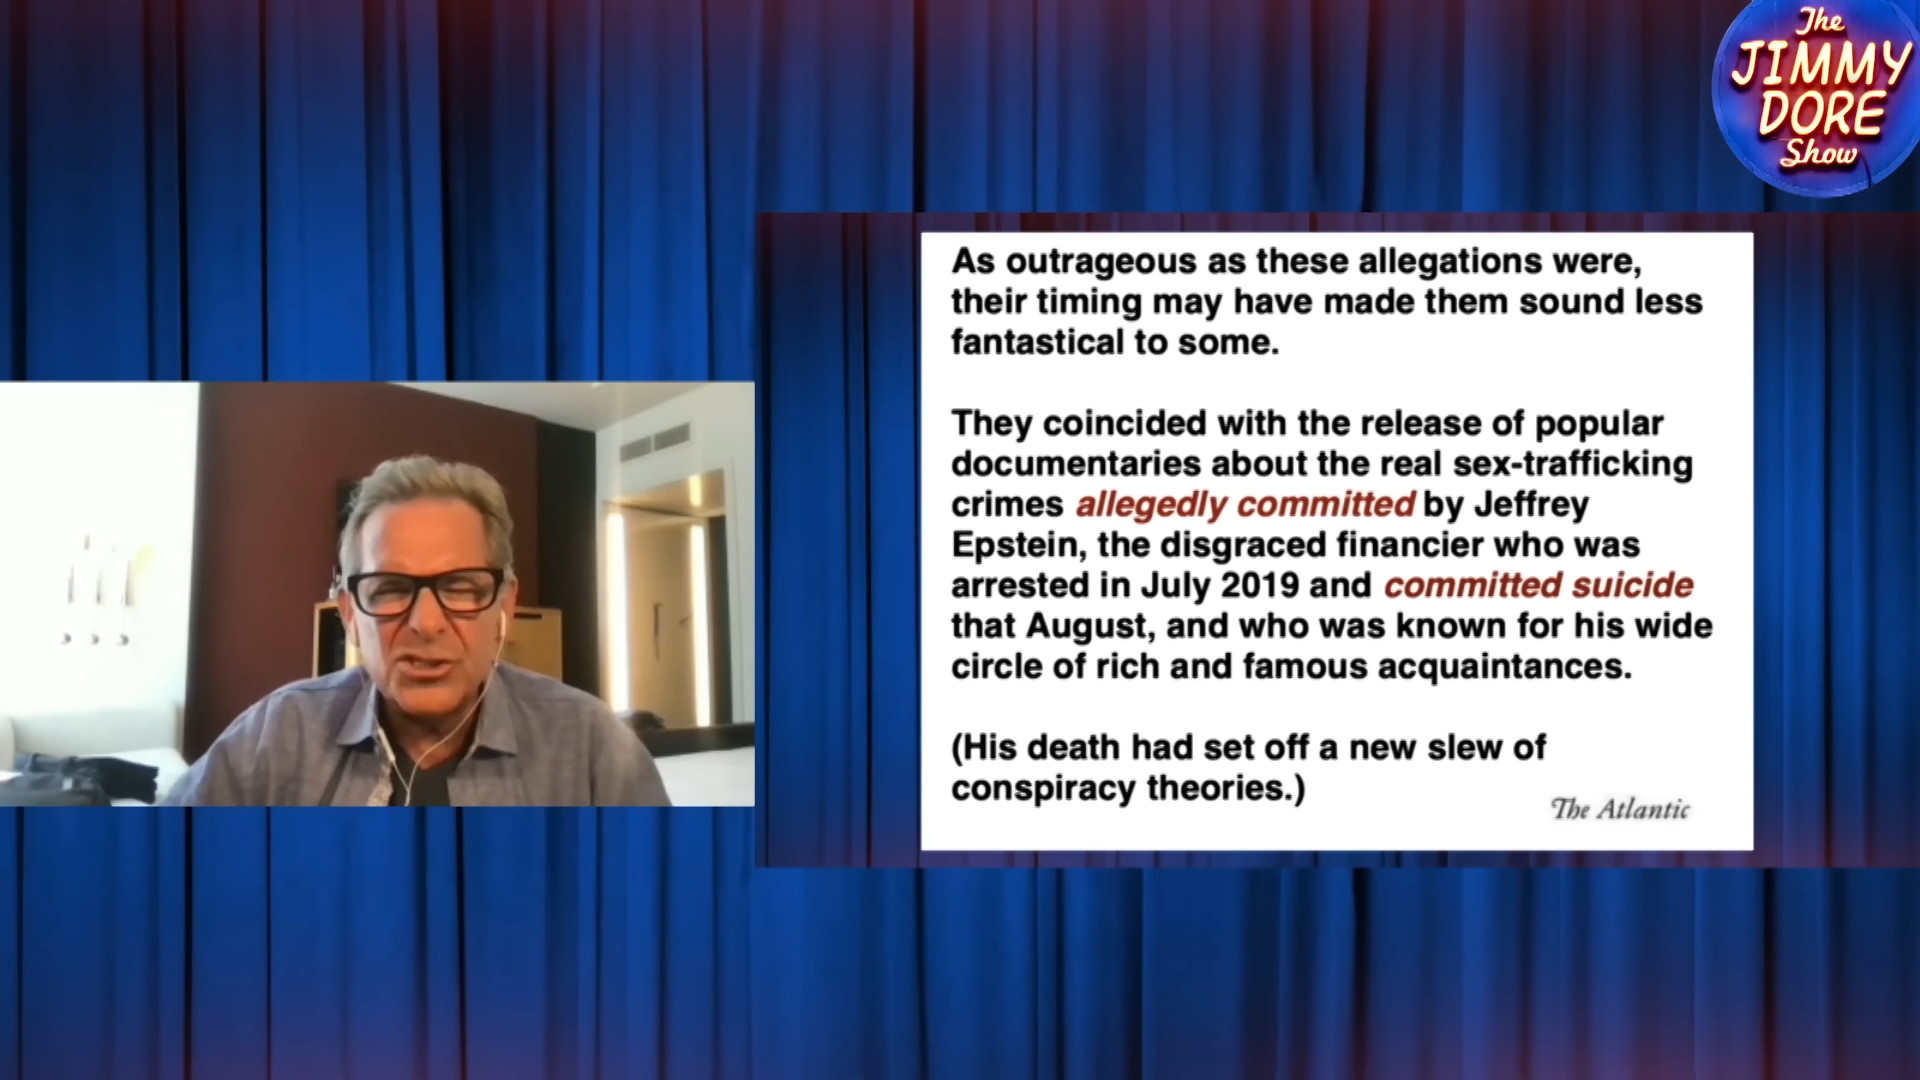 The
JIMMY
DORE
Show
As outrageous as these allegations were,
their timing may have made them sound less
fantastical to some.
They coincided with the release of popular
documentaries about the real sex-trafficking
crimes allegedly committed by Jeffrey
Epstein, the disgraced financier who was
arrested in July 2019 and committed suicide
that August, and who was known for his wide
circle of rich and famous acquaintances.
(His death had set off a new slew of
conspiracy theories.)
The Atlantic